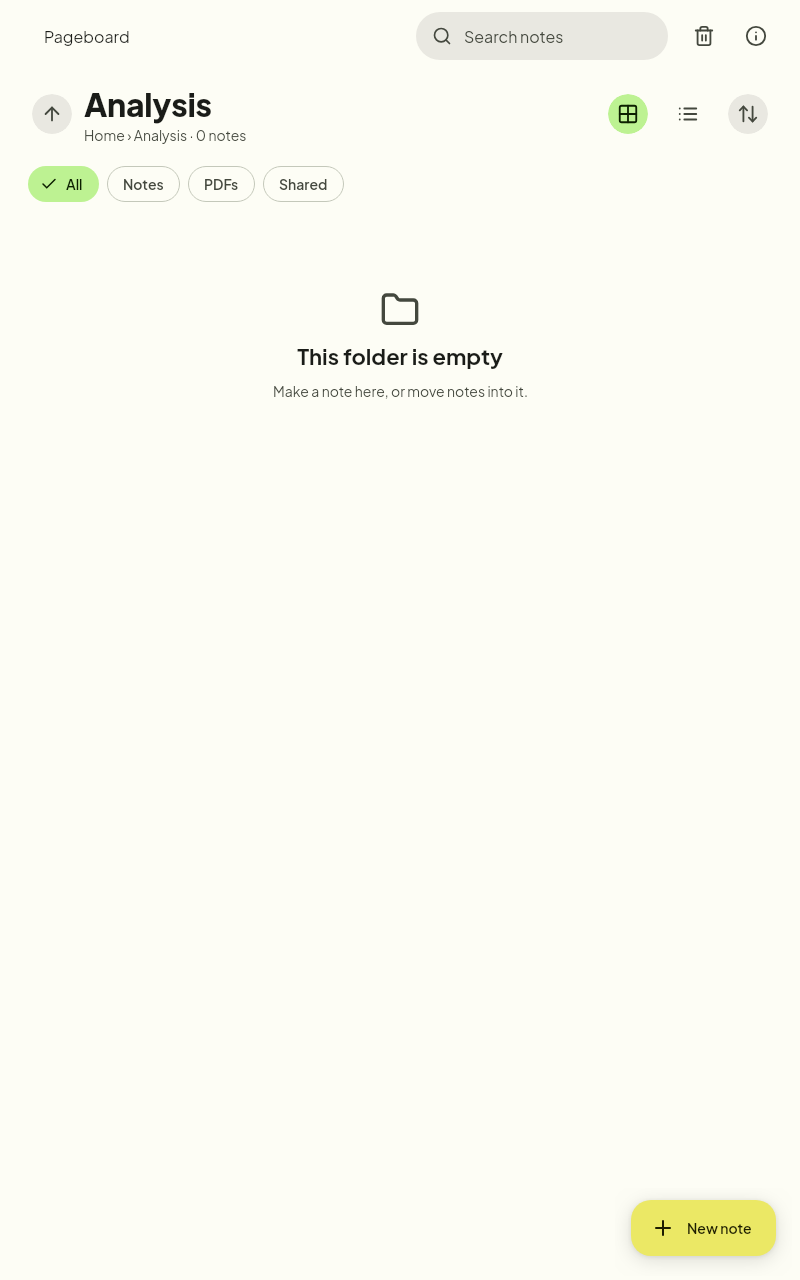 Pageboard
Search notes
Analysis
Home › Analysis · 0 notes
All
Notes
PDFs
Shared
This folder is empty
Make a note here, or move notes into it.
New note